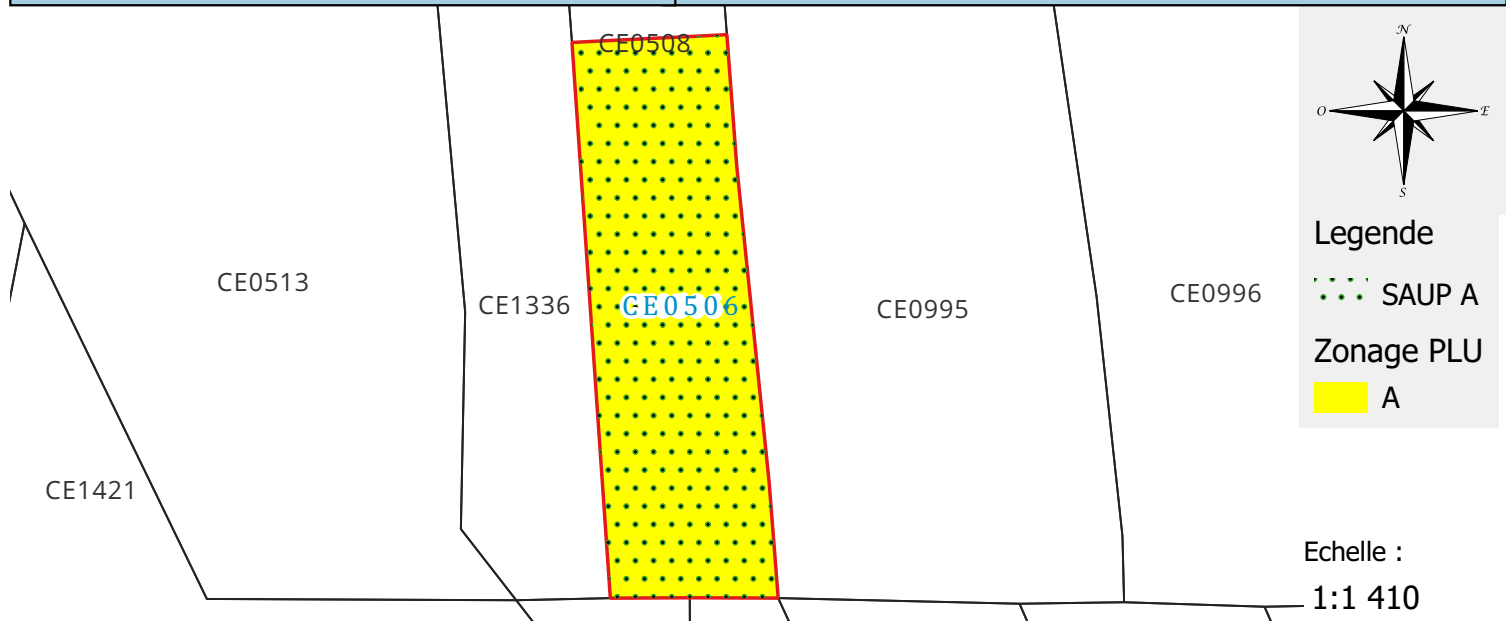 CE0508
N
O
E
S
Legende
SAUP A
Zonage PLU
A
CE0513
CE1336
CE0506
CE0995
CE0996
CE1421
Echelle :
1:1 410